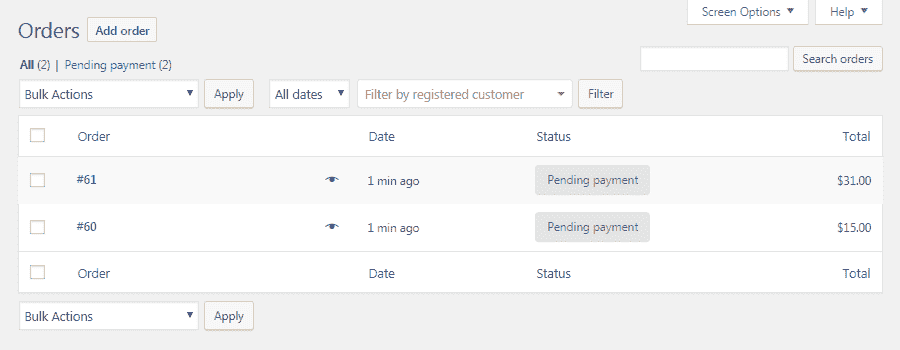 Screen Options Help
Orders Add order
All (2) | Pending payment (2)
Search orders
Bulk Actions Apply All dates Filter by registered customer Filter
Order Date Status Total
#61 1 min ago Pending payment $31.00
#60 1 min ago Pending payment $15.00
Order Date Status Total
Bulk Actions Apply